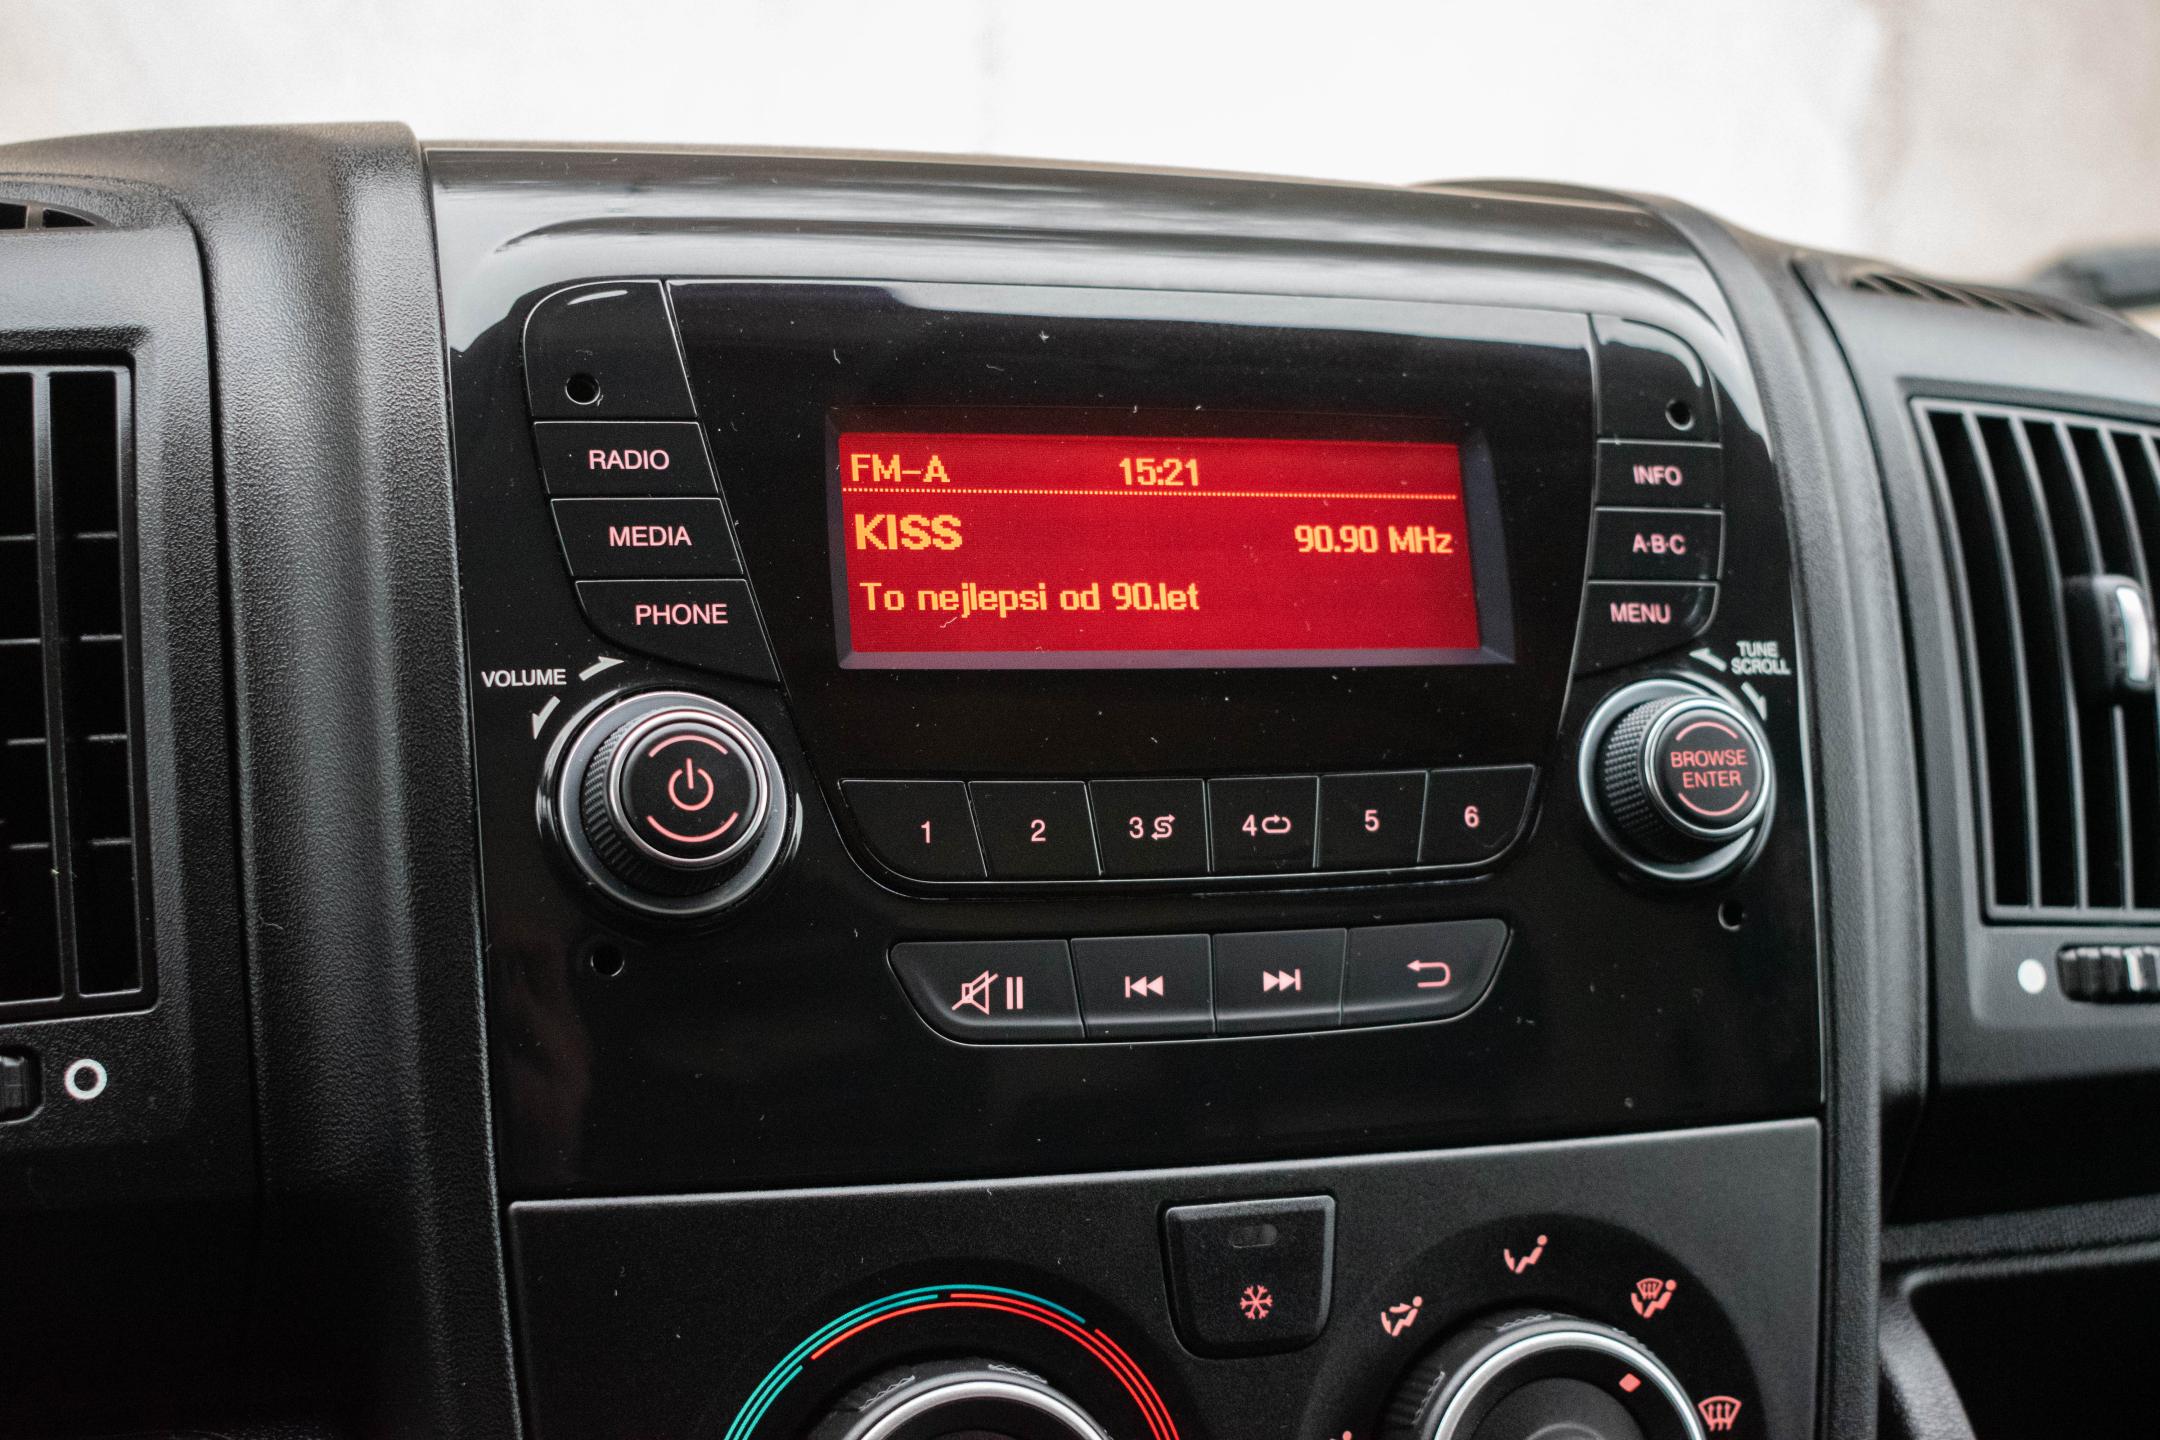 FM-A 15:21
KISS 90.90 MHz
To nejlepsi od 90.let
RADIO
MEDIA
PHONE
VOLUME
INFO
A·B·C
MENU
TUNE
SCROLL
BROWSE
ENTER
1 2 3 4 5 6